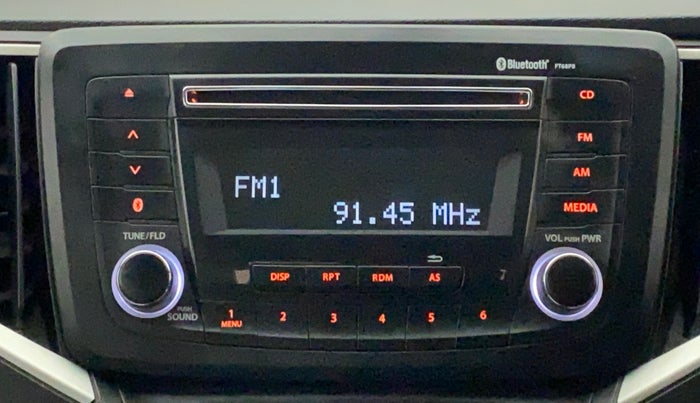 Bluetooth® PT68PB
CD
FM
AM
MEDIA
FM1
91.45 MHz
TUNE/FLD
VOL PUSH PWR
DISP RPT RDM AS
PUSH
SOUND
1 2 3 4 5 6
MENU